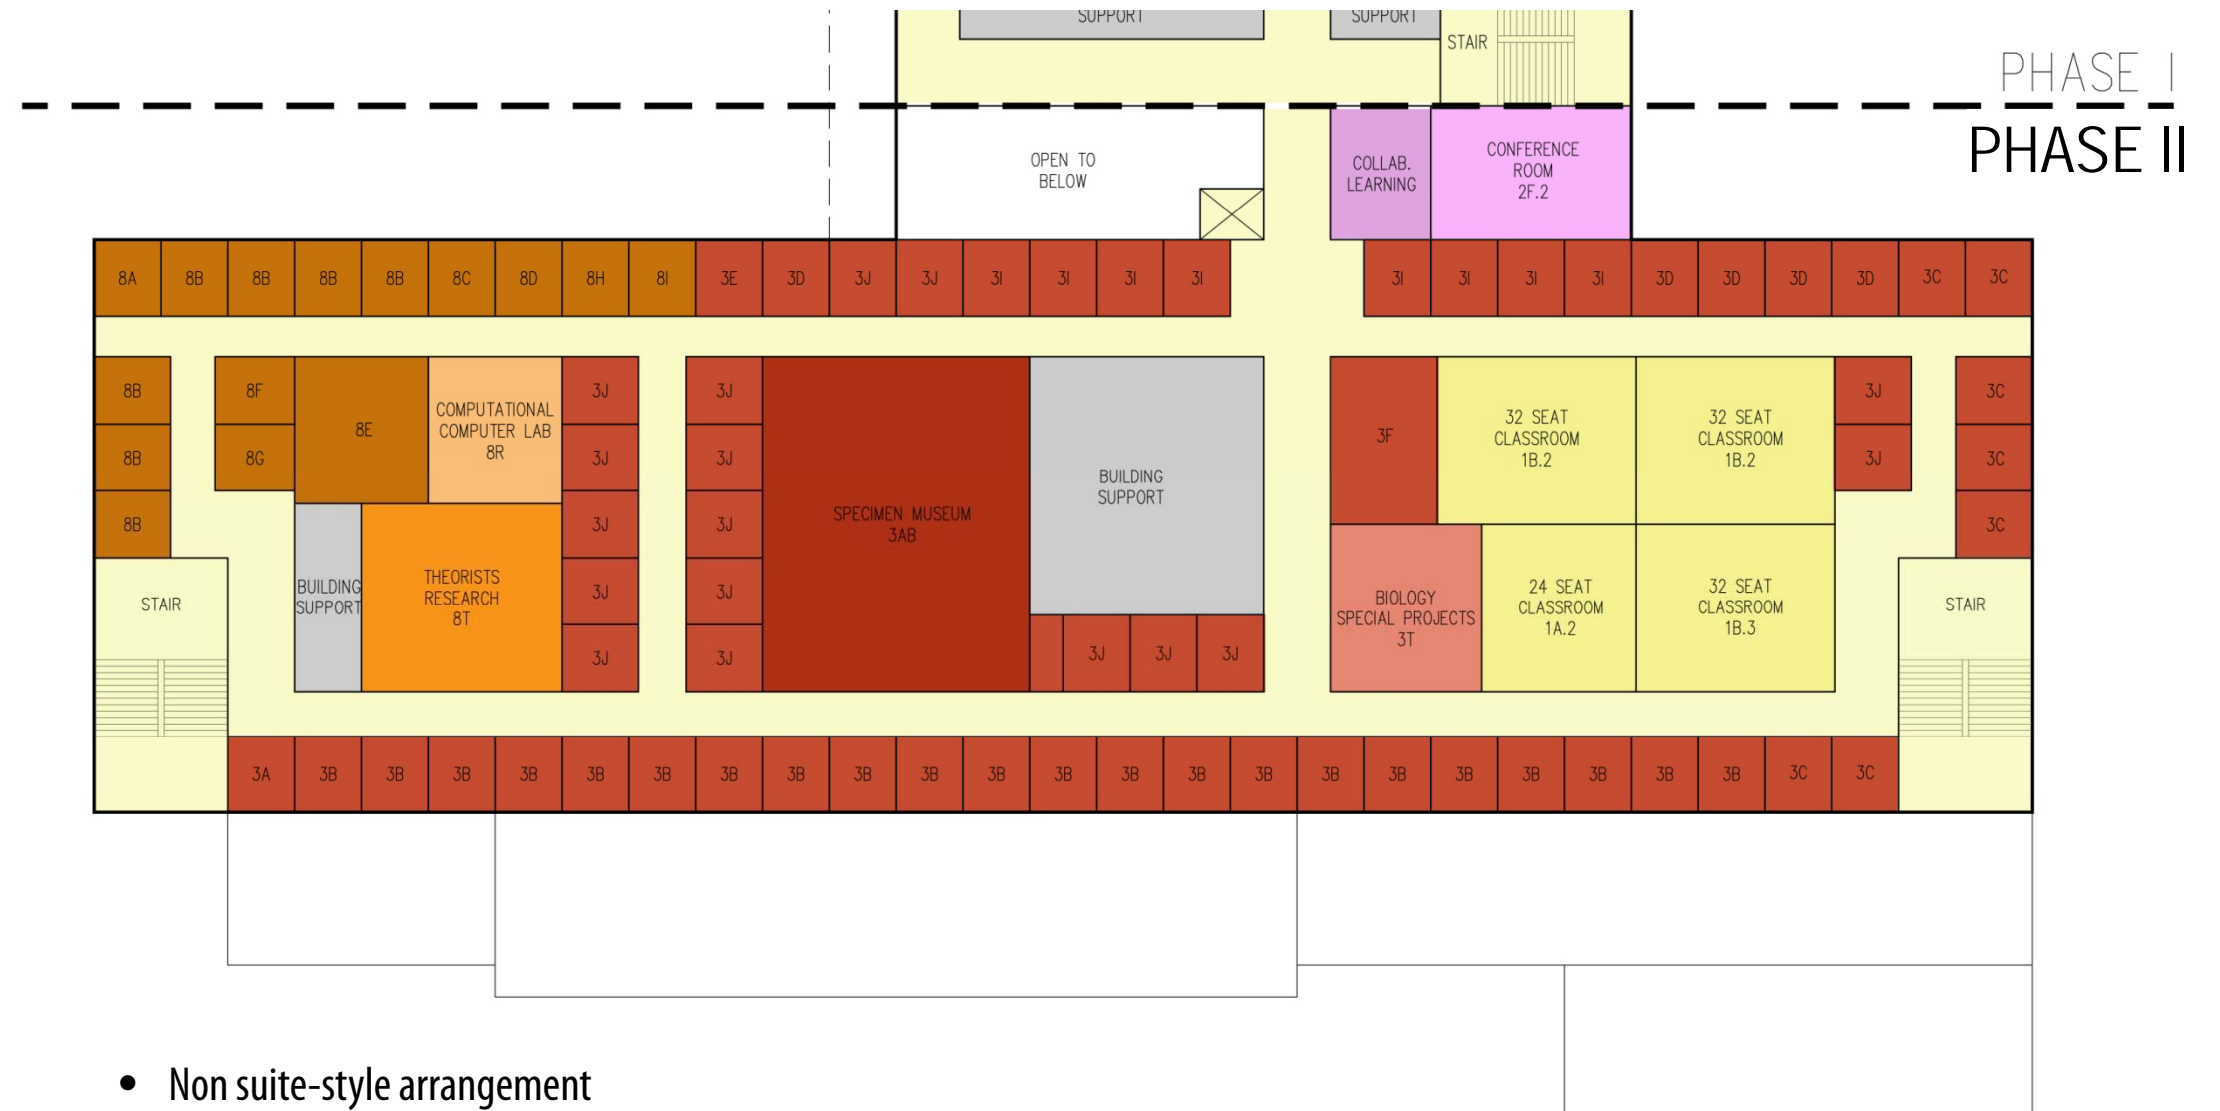 SUPPORT
SUPPORT
STAIR
PHASE I
PHASE II
OPEN TO
BELOW
COLLAB.
LEARNING
CONFERENCE
ROOM
2F.2
8A 8B 8B 8B 8B 8C 8D 8H 8I 3E 3D 3J 3J 3I 3I 3I 3I 3I 3I 3I 3I 3D 3D 3D 3D 3C 3C
8B
8B
8B
8F
8G
8E
COMPUTATIONAL
COMPUTER LAB
8R
3J
3J
3J
3J
3J
3J
3J
3J
3J
3J
BUILDING
SUPPORT
THEORISTS
RESEARCH
8T
SPECIMEN MUSEUM
3AB
BUILDING
SUPPORT
3J 3J 3J
3F
32 SEAT
CLASSROOM
1B.2
32 SEAT
CLASSROOM
1B.2
BIOLOGY
SPECIAL PROJECTS
3T
24 SEAT
CLASSROOM
1A.2
32 SEAT
CLASSROOM
1B.3
3J
3J
3C
3C
3C
STAIR
STAIR
3A 3B 3B 3B 3B 3B 3B 3B 3B 3B 3B 3B 3B 3B 3B 3B 3B 3B 3B 3B 3B 3B 3B 3C 3C
• Non suite-style arrangement